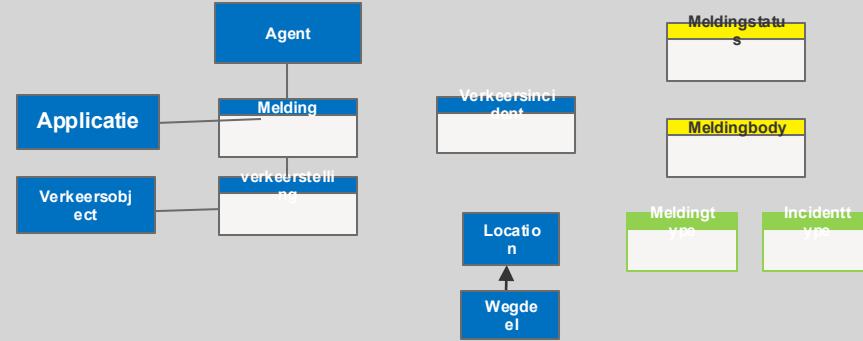 Agent
Meldingstatu
s
Applicatie
Melding
Verkeersinci
dent
Meldingbody
Verkeersobj
ect
verkeerstelli
ng
Locatio
n
Meldingt
ype
Incidentt
ype
Wegde
el